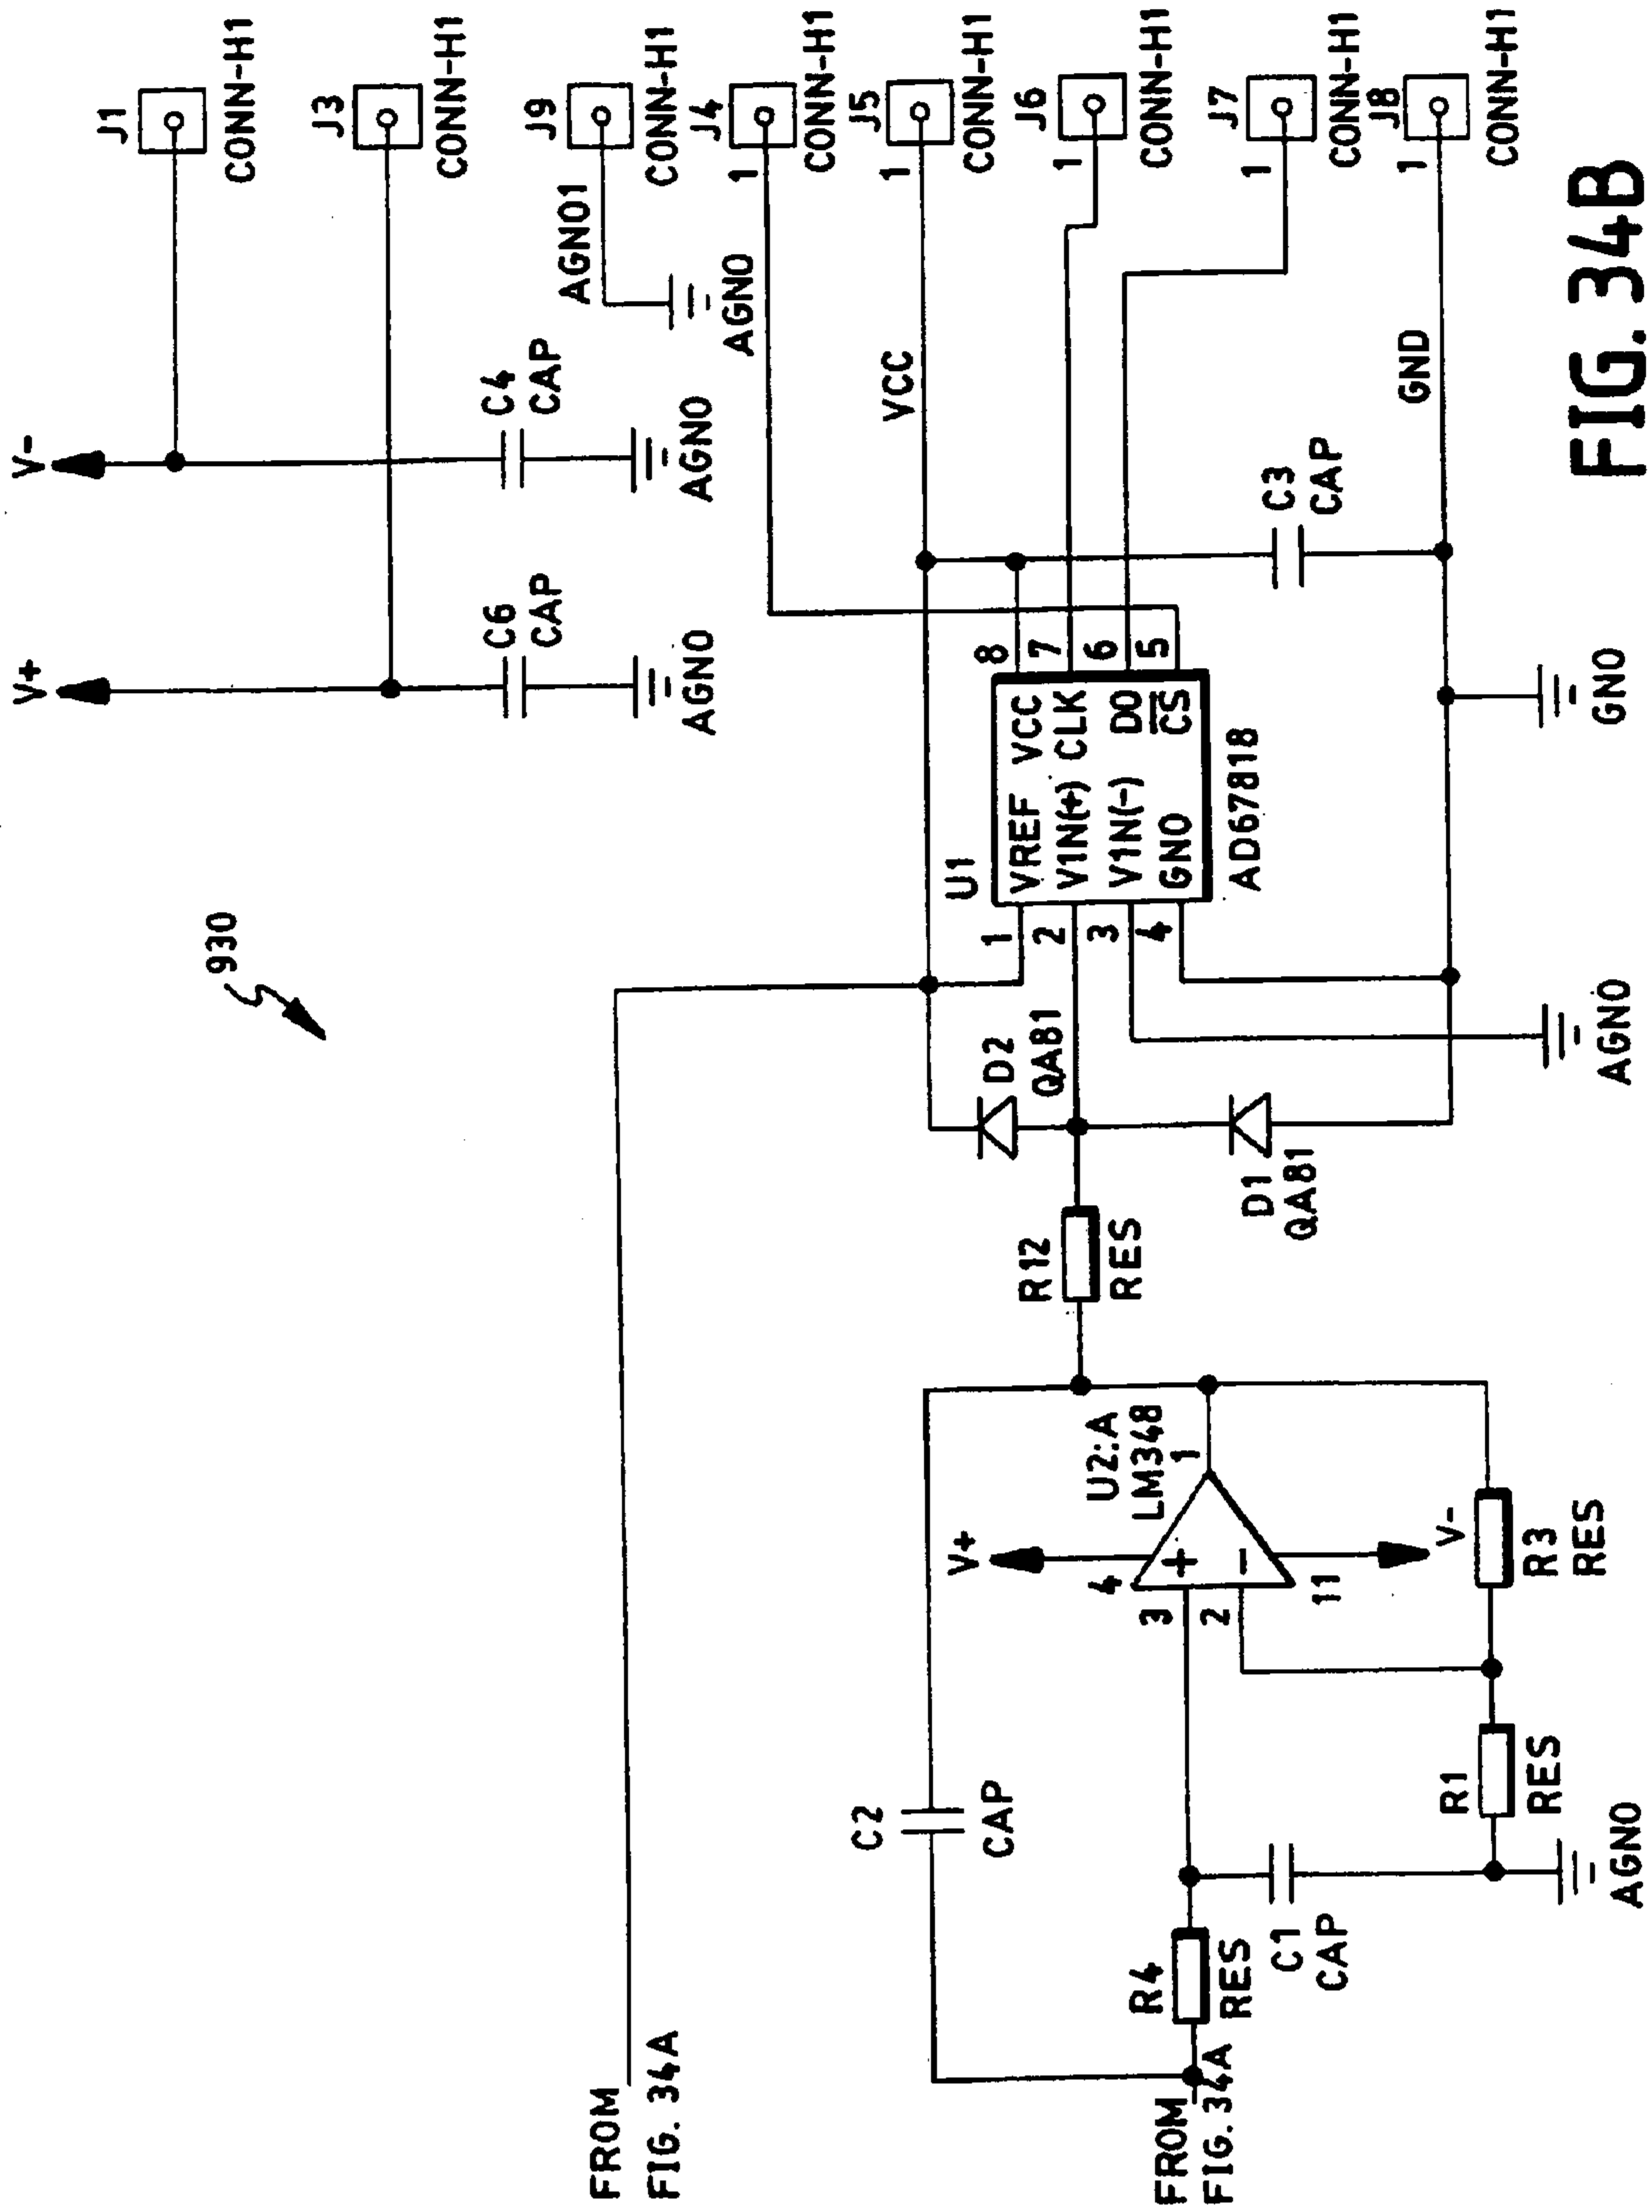 930
V+
V-
J1
CONN-H1
J3
CONN-H1
C6
CAP
AGNO
C4
CAP
AGNO
J9
CONN-H1
AGNO1
AGNO
J4
1
CONN-H1
J5
1
CONN-H1
VCC
J6
1
CONN-H1
J7
1
CONN-H1
J8
1
CONN-H1
GND
C3
CAP
FROM
FIG. 34A
U1
1 VREF VCC 8
2 V1N(+) CLK 7
3 V1N(-) DO 6
4 GNO CS 5
AD67818
D2
QA81
D1
QA81
GNO
AGNO
R12
RES
C2
CAP
U2:A
LM348
V+
4
3
+
1
2
-
11
V-
R3
RES
R1
RES
AGNO
R4
RES
C1
CAP
FROM
FIG. 34A
FIG. 34B